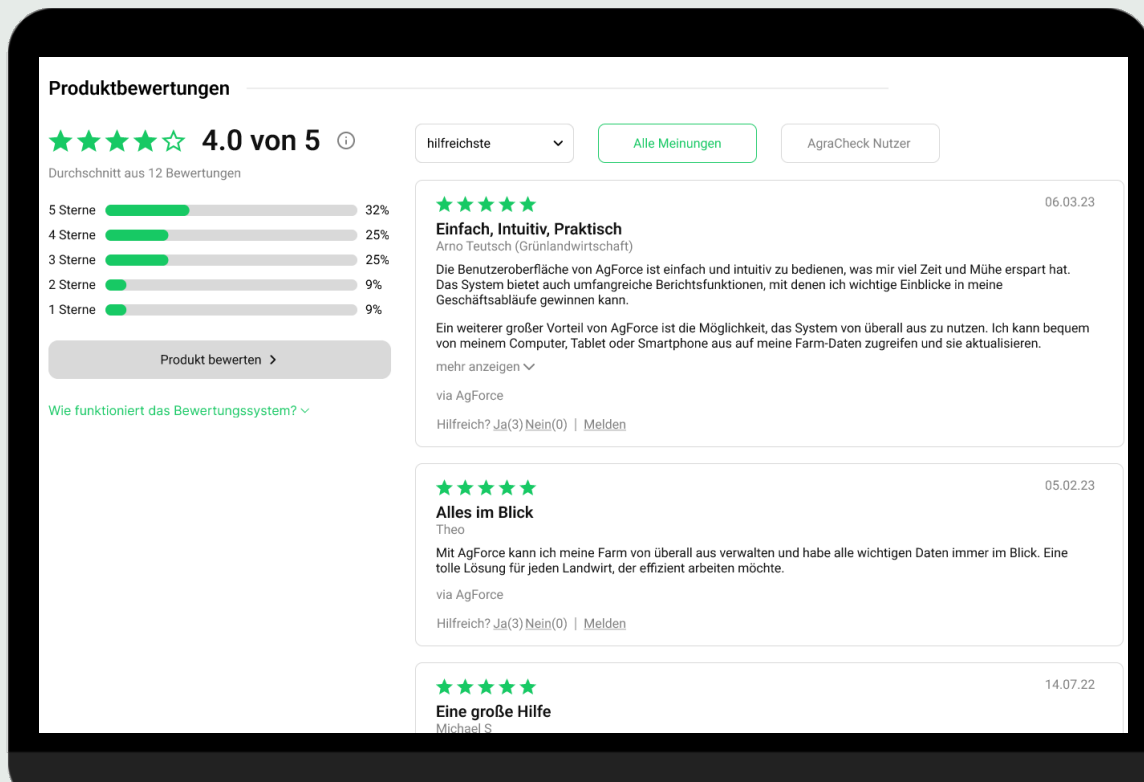 Produktbewertungen
4.0 von 5
Durchschnitt aus 12 Bewertungen
5 Sterne 32%
4 Sterne 25%
3 Sterne 25%
2 Sterne 9%
1 Sterne 9%
Produkt bewerten
Wie funktioniert das Bewertungssystem?
hilfreichste
Alle Meinungen
AgraCheck Nutzer
06.03.23
Einfach, Intuitiv, Praktisch
Arno Teutsch (Grünlandwirtschaft)
Die Benutzeroberfläche von AgForce ist einfach und intuitiv zu bedienen, was mir viel Zeit und Mühe erspart hat.
Das System bietet auch umfangreiche Berichtsfunktionen, mit denen ich wichtige Einblicke in meine
Geschäftsabläufe gewinnen kann.
Ein weiterer großer Vorteil von AgForce ist die Möglichkeit, das System von überall aus zu nutzen. Ich kann bequem
von meinem Computer, Tablet oder Smartphone aus auf meine Farm-Daten zugreifen und sie aktualisieren.
mehr anzeigen
via AgForce
Hilfreich? Ja(3) Nein(0) | Melden
05.02.23
Alles im Blick
Theo
Mit AgForce kann ich meine Farm von überall aus verwalten und habe alle wichtigen Daten immer im Blick. Eine
tolle Lösung für jeden Landwirt, der effizient arbeiten möchte.
via AgForce
Hilfreich? Ja(3) Nein(0) | Melden
14.07.22
Eine große Hilfe
Michael S